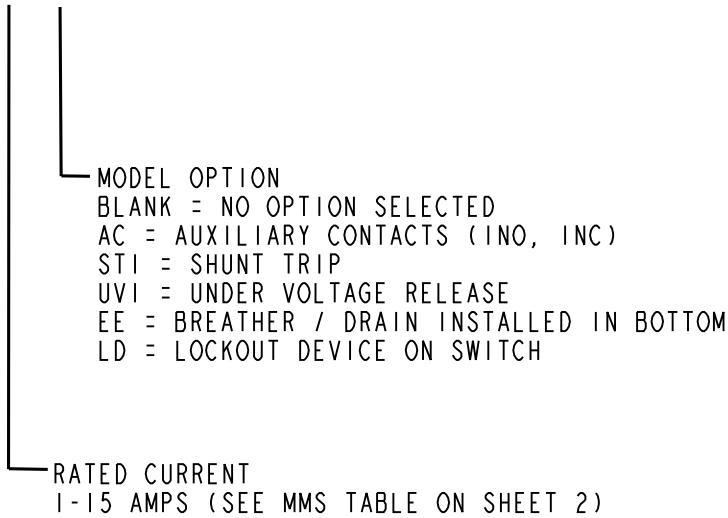 MODEL OPTION
BLANK = NO OPTION SELECTED
AC = AUXILIARY CONTACTS (1NO, 1NC)
ST1 = SHUNT TRIP
UV1 = UNDER VOLTAGE RELEASE
EE = BREATHER / DRAIN INSTALLED IN BOTTOM
LD = LOCKOUT DEVICE ON SWITCH
RATED CURRENT
1-15 AMPS (SEE MMS TABLE ON SHEET 2)